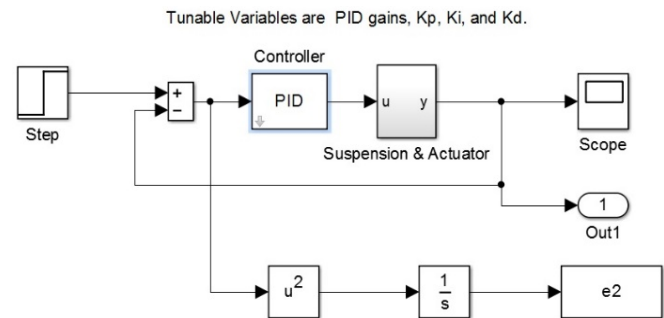 Tunable Variables are PID gains, Kp, Ki, and Kd.
Controller
+
−
PID
u y
Step
Suspension & Actuator
Scope
1
Out1
u2
1
s
e2